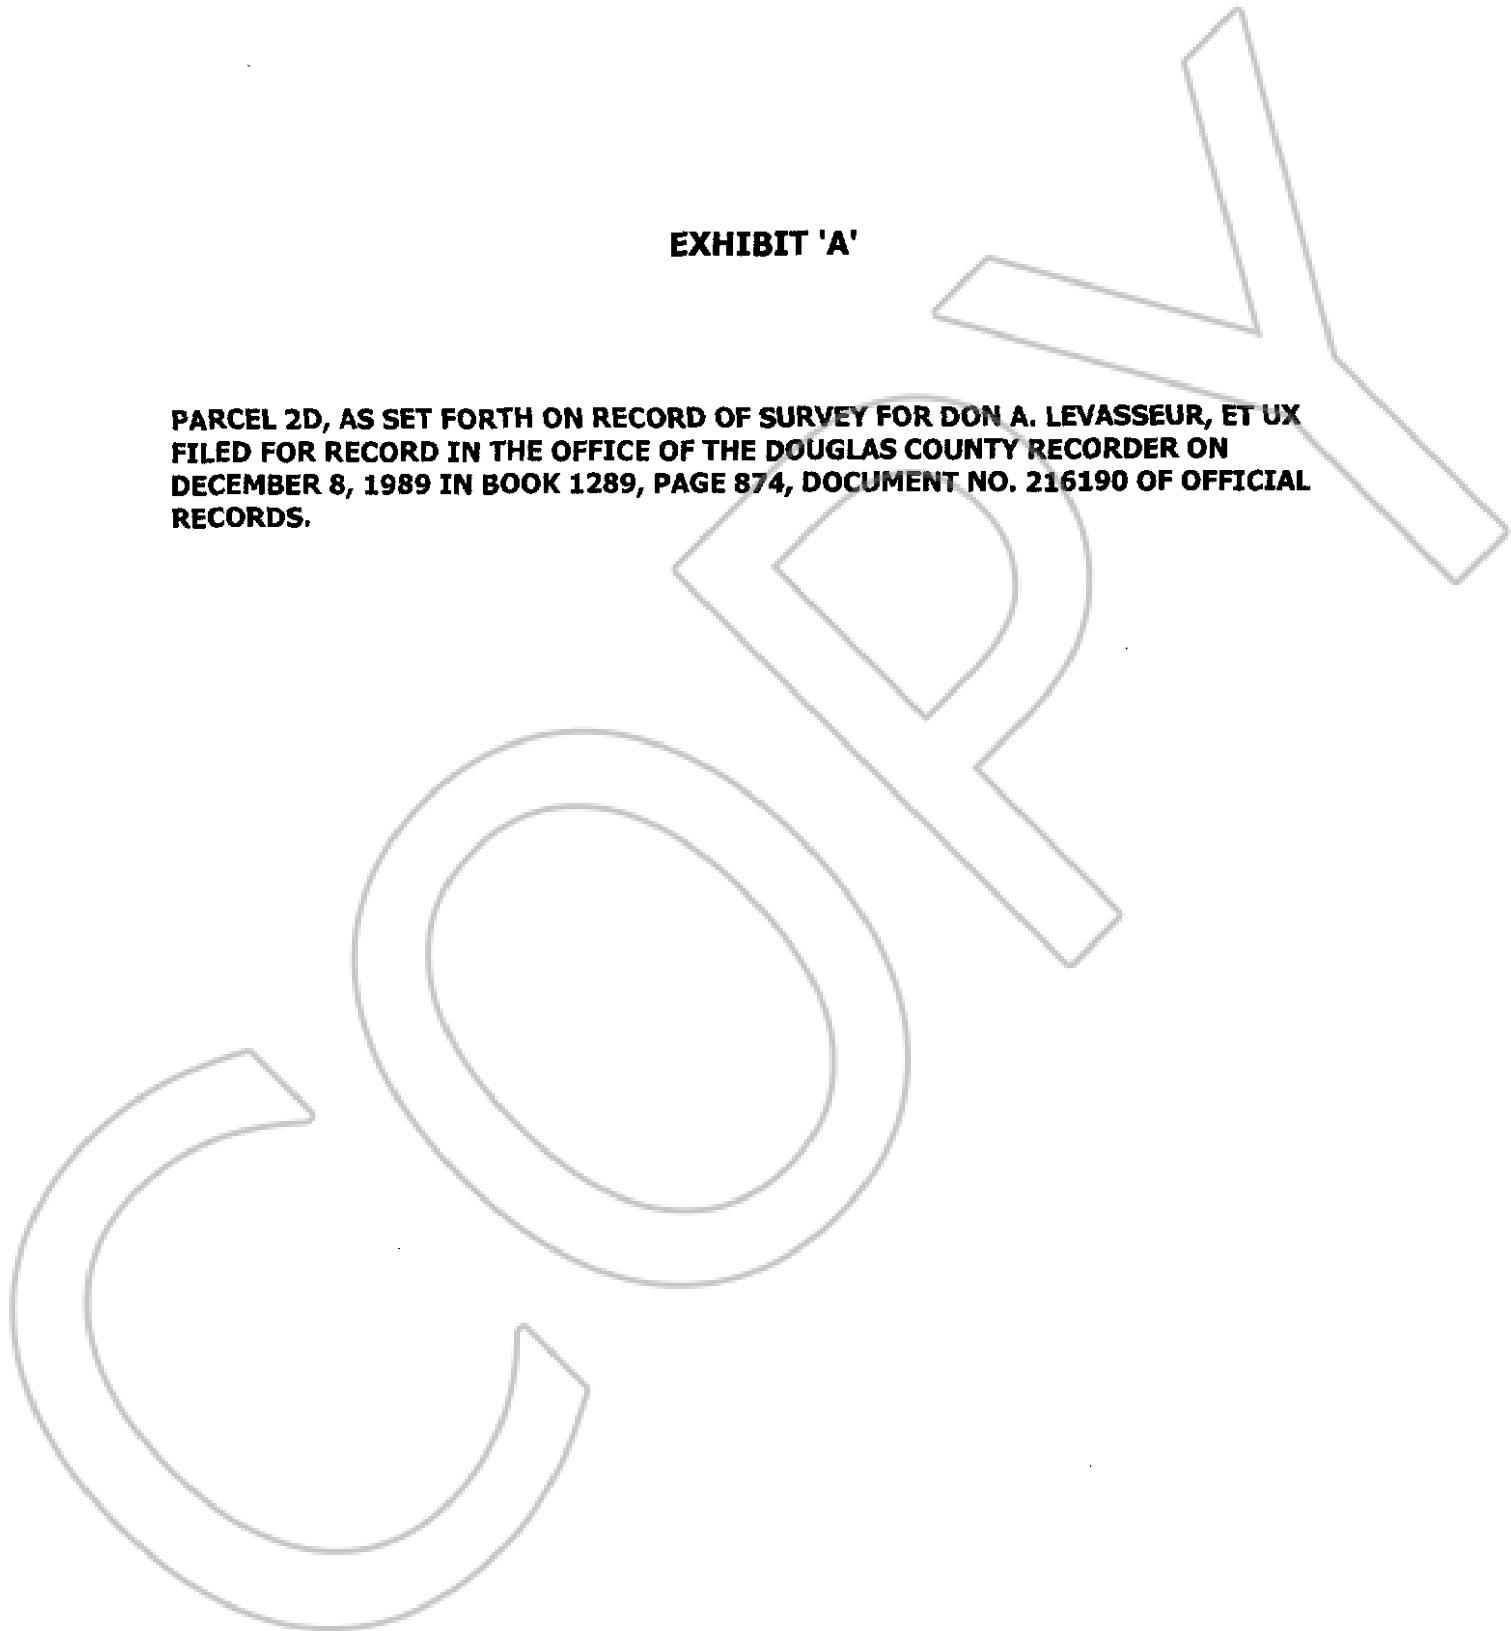 EXHIBIT 'A'
PARCEL 2D, AS SET FORTH ON RECORD OF SURVEY FOR DON A. LEVASSEUR, ET UX
FILED FOR RECORD IN THE OFFICE OF THE DOUGLAS COUNTY RECORDER ON
DECEMBER 8, 1989 IN BOOK 1289, PAGE 874, DOCUMENT NO. 216190 OF OFFICIAL
RECORDS.
COPY